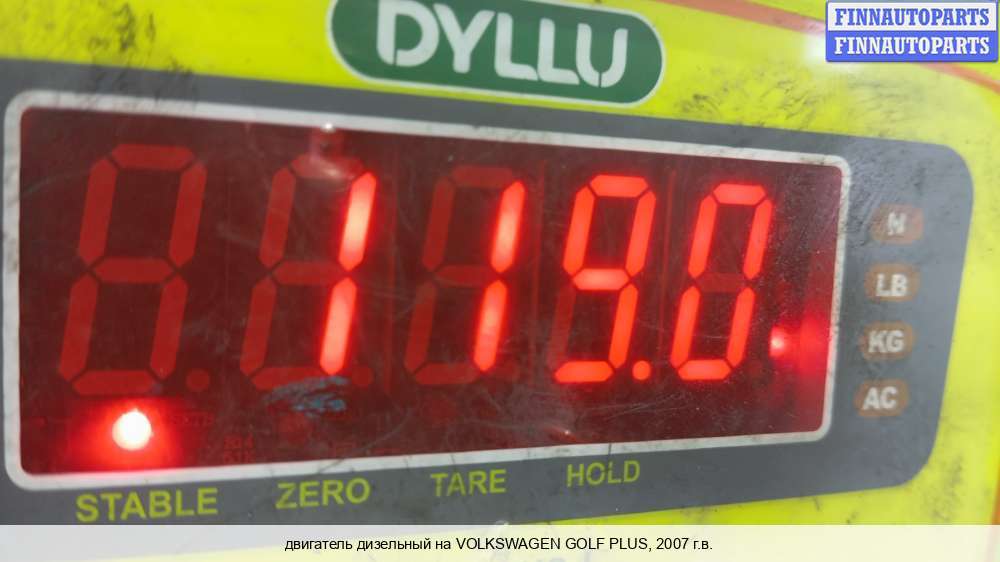 FINNAUTOPARTS
FINNAUTOPARTS
DYLLU
119.0
N
LB
KG
AC
STABLE ZERO TARE HOLD
двигатель дизельный на VOLKSWAGEN GOLF PLUS, 2007 г.в.